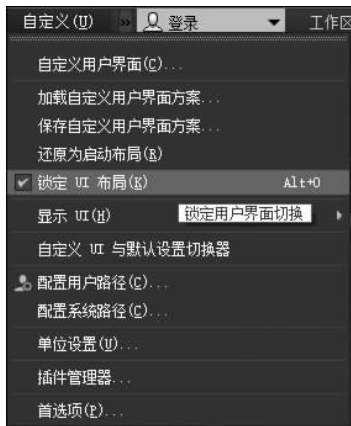 自定义(U) » 登录 ▼ 工作区
自定义用户界面(C)...
加载自定义用户界面方案...
保存自定义用户界面方案...
还原为启动布局(R)
锁定 UI 布局(K) Alt+O
显示 UI(H) 锁定用户界面切换
自定义 UI 与默认设置切换器
配置用户路径(C)...
配置系统路径(C)...
单位设置(U)...
插件管理器...
首选项(P)...